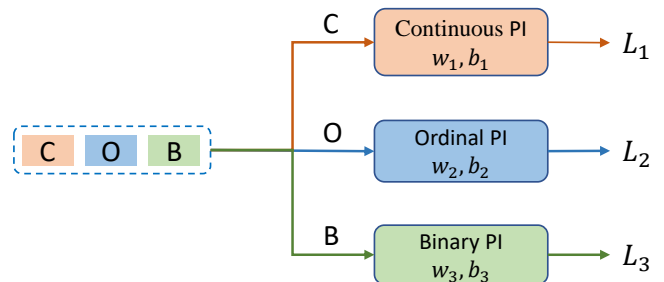 C
Continuous PI
w₁, b₁
L₁
C O B
O
Ordinal PI
w₂, b₂
L₂
B
Binary PI
w₃, b₃
L₃